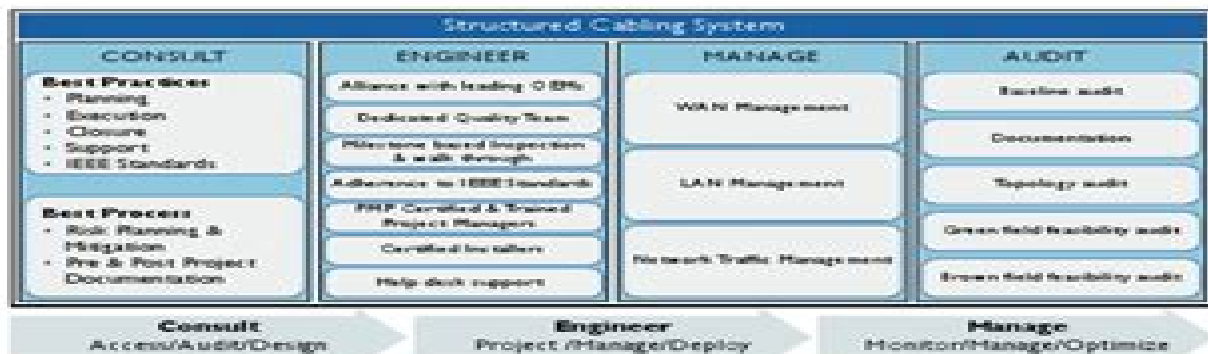 Structured Cabling System
CONSULT
Best Practices
• Planning
• Execution
• Closure
• Support
• IEEE Standards
Best Process
• Risk Planning &
Mitigation
• Pre & Post Project
Documentation
ENGINEER
Alliance with leading OEMs
Dedicated Quality Team
Milestone based Inspection
& walk through
Adherence to IEEE Standards
PMP Certified & Trained
Project Managers
Certified Installers
Help desk support
MANAGE
WAN Management
LAN Management
Network Traffic Management
AUDIT
Baseline audit
Documentation
Topology audit
Green field feasibility audit
Brown field feasibility audit
Consult
Access/Audit/Design
Engineer
Project /Manage/Deploy
Manage
Monitor/Manage/Optimize